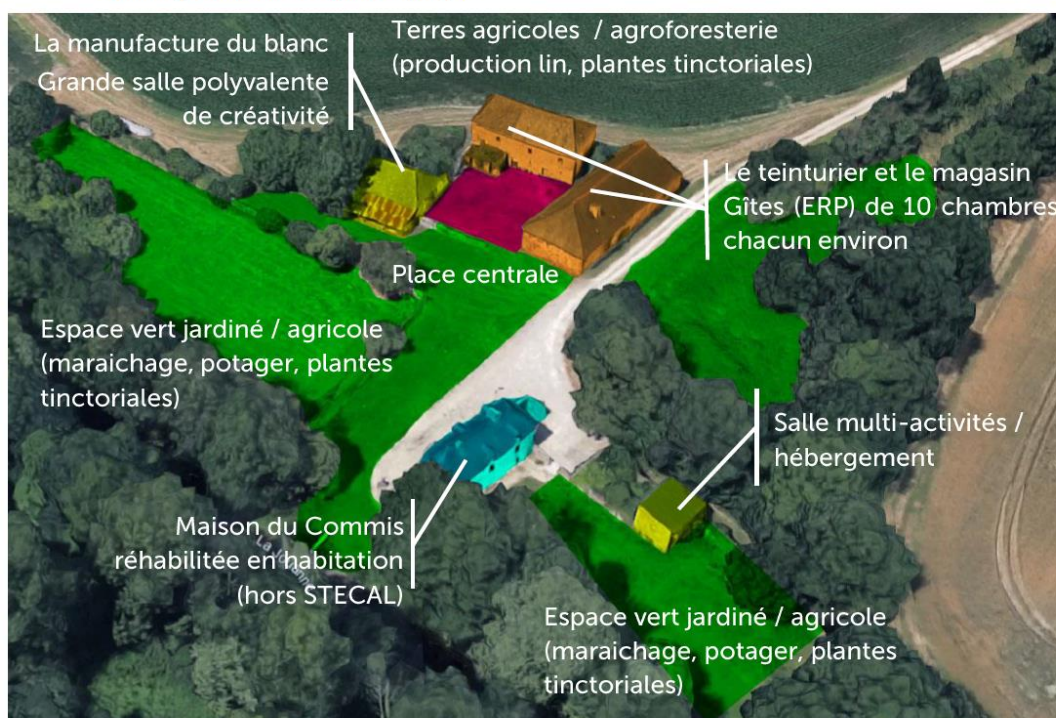 La manufacture du blanc
Grande salle polyvalente
de créativité
Terres agricoles / agroforesterie
(production lin, plantes tinctoriales)
Le teinturier et le magasin
Gîtes (ERP) de 10 chambres
chacun environ
Place centrale
Espace vert jardiné / agricole
(maraichage, potager, plantes
tinctoriales)
Salle multi-activités /
hébergement
Maison du Commis
réhabilitée en habitation
(hors STECAL)
Espace vert jardiné / agricole
(maraichage, potager, plantes
tinctoriales)